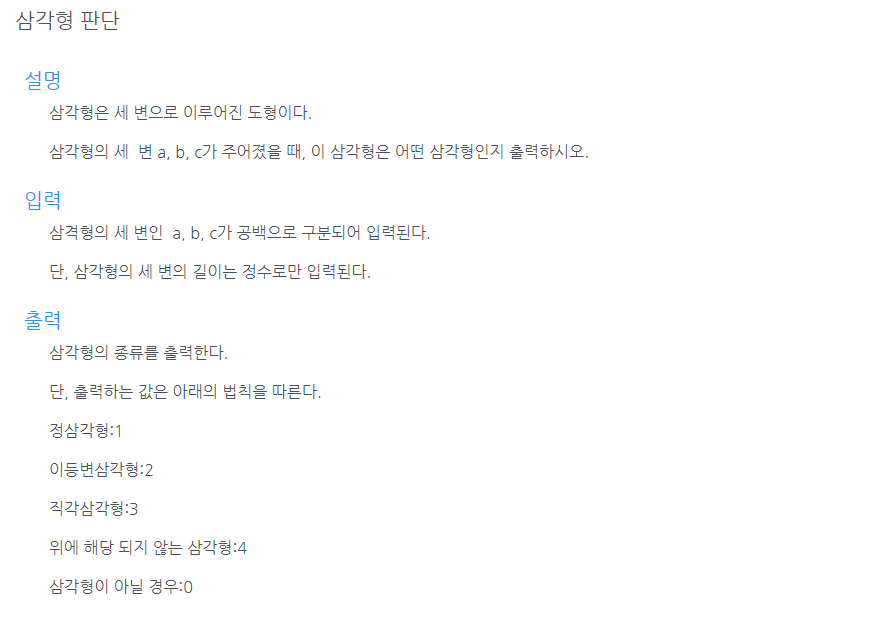 삼각형 판단
설명
삼각형은 세 변으로 이루어진 도형이다.
삼각형의 세 변 a, b, c가 주어졌을 때, 이 삼각형은 어떤 삼각형인지 출력하시오.
입력
삼격형의 세 변인 a, b, c가 공백으로 구분되어 입력된다.
단, 삼각형의 세 변의 길이는 정수로만 입력된다.
출력
삼각형의 종류를 출력한다.
단, 출력하는 값은 아래의 법칙을 따른다.
정삼각형:1
이등변삼각형:2
직각삼각형:3
위에 해당 되지 않는 삼각형:4
삼각형이 아닐 경우:0